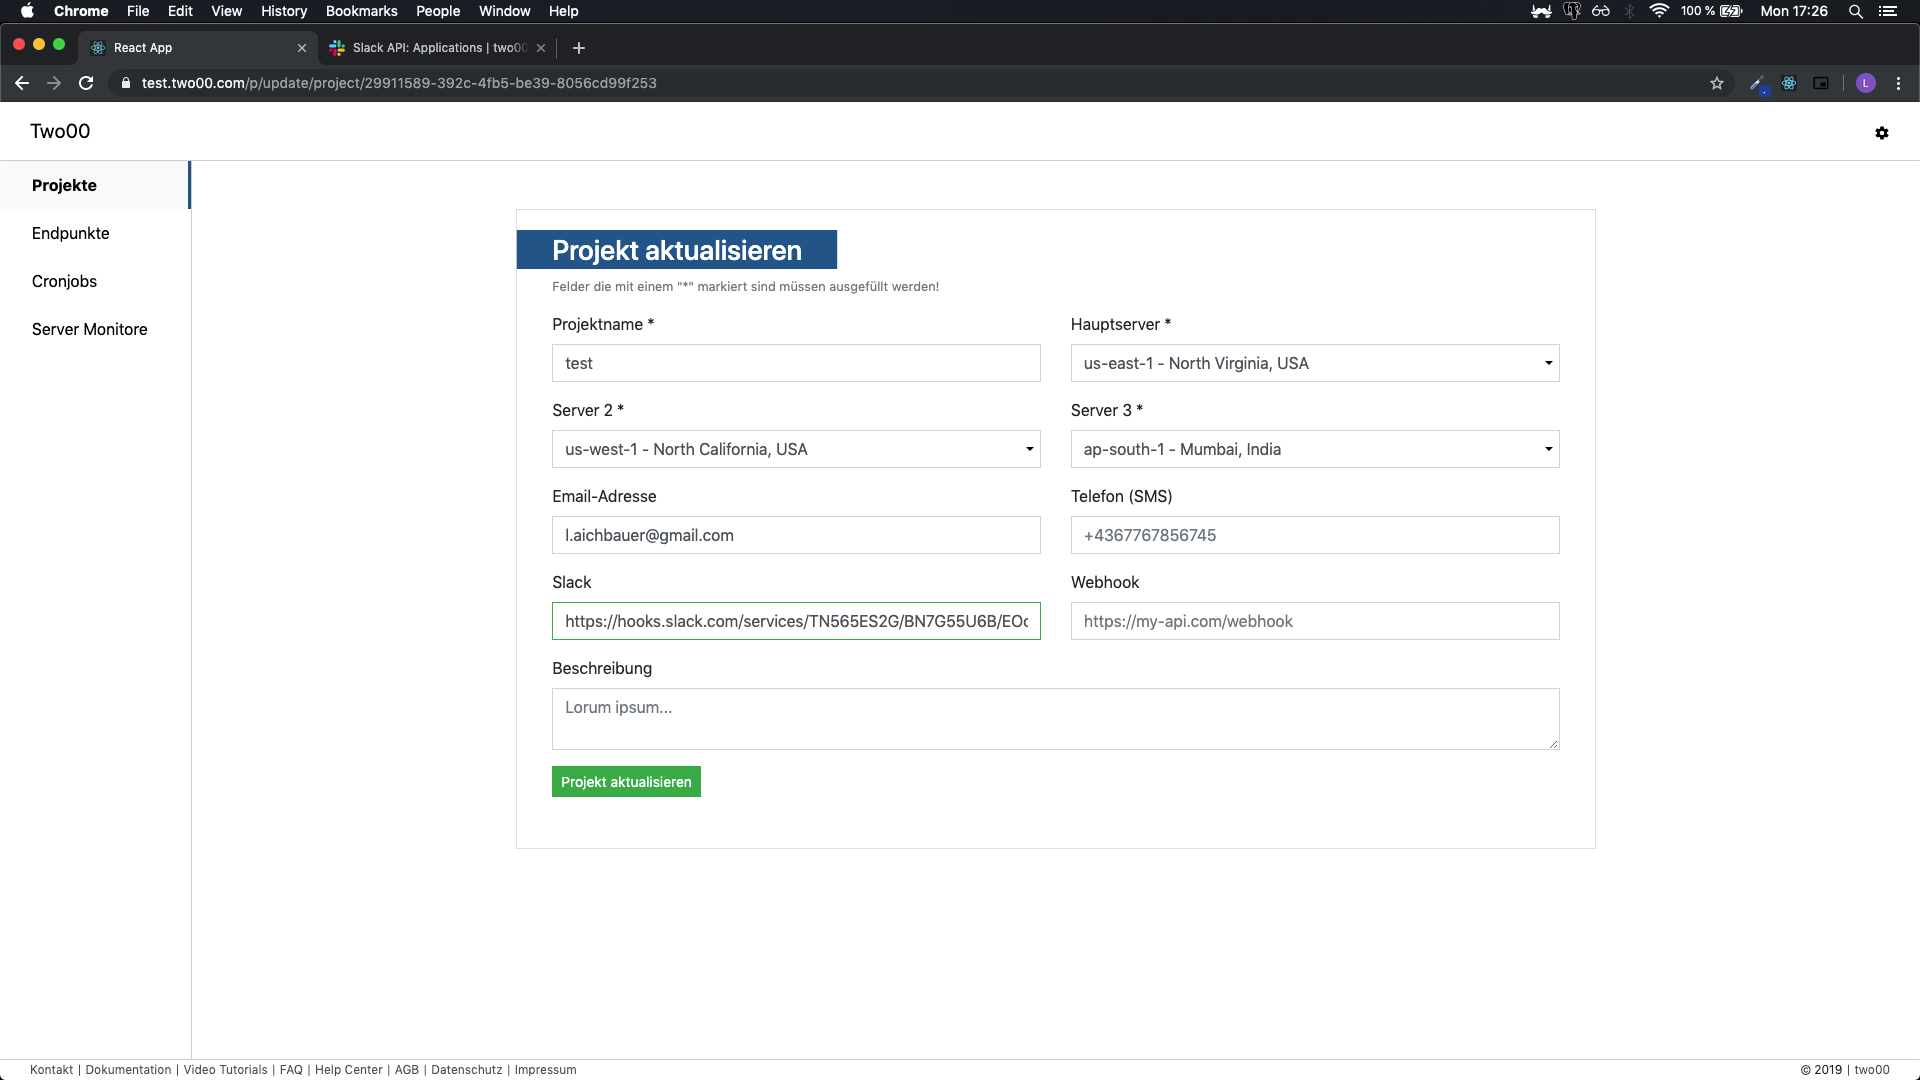 Chrome File Edit View History Bookmarks People Window Help 100 % Mon 17:26
React App Slack API: Applications | two00
test.two00.com/p/update/project/29911589-392c-4fb5-be39-8056cd99f253 L
Two00
Projekte
Endpunkte
Cronjobs
Server Monitore
Projekt aktualisieren
Felder die mit einem "*" markiert sind müssen ausgefüllt werden!
Projektname * Hauptserver *
test us-east-1 - North Virginia, USA
Server 2 * Server 3 *
us-west-1 - North California, USA ap-south-1 - Mumbai, India
Email-Adresse Telefon (SMS)
l.aichbauer@gmail.com +4367767856745
Slack Webhook
https://hooks.slack.com/services/TN565ES2G/BN7G55U6B/EO https://my-api.com/webhook
Beschreibung
Lorum ipsum...
Projekt aktualisieren
Kontakt | Dokumentation | Video Tutorials | FAQ | Help Center | AGB | Datenschutz | Impressum © 2019 | two00